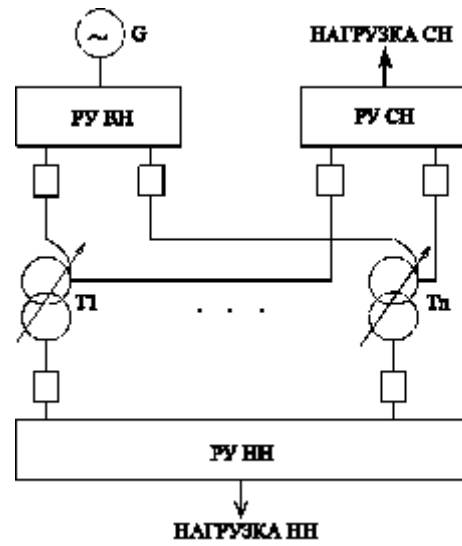 G
НАГРУЗКА СН
РУ ВН
РУ СН
Т1
. . .
Тn
РУ НН
НАГРУЗКА НН